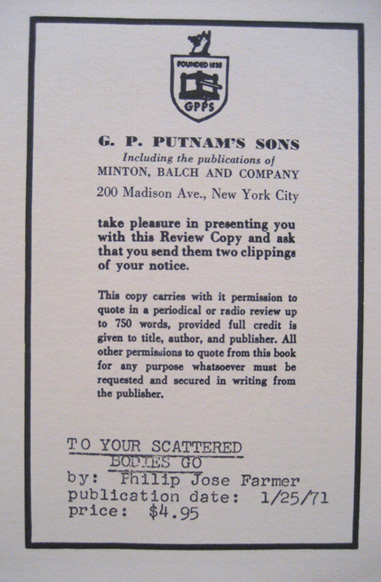 FOUNDED 1838
GPPS
G. P. PUTNAM'S SONS
Including the publications of
MINTON, BALCH AND COMPANY
200 Madison Ave., New York City
take pleasure in presenting you
with this Review Copy and ask
that you send them two clippings
of your notice.
This copy carries with it permission to
quote in a periodical or radio review up
to 750 words, provided full credit is
given to title, author, and publisher. All
other permissions to quote from this book
for any purpose whatsoever must be
requested and secured in writing from
the publisher.
TO YOUR SCATTERED
BODIES GO
by: Philip Jose Farmer
publication date: 1/25/71
price: $4.95